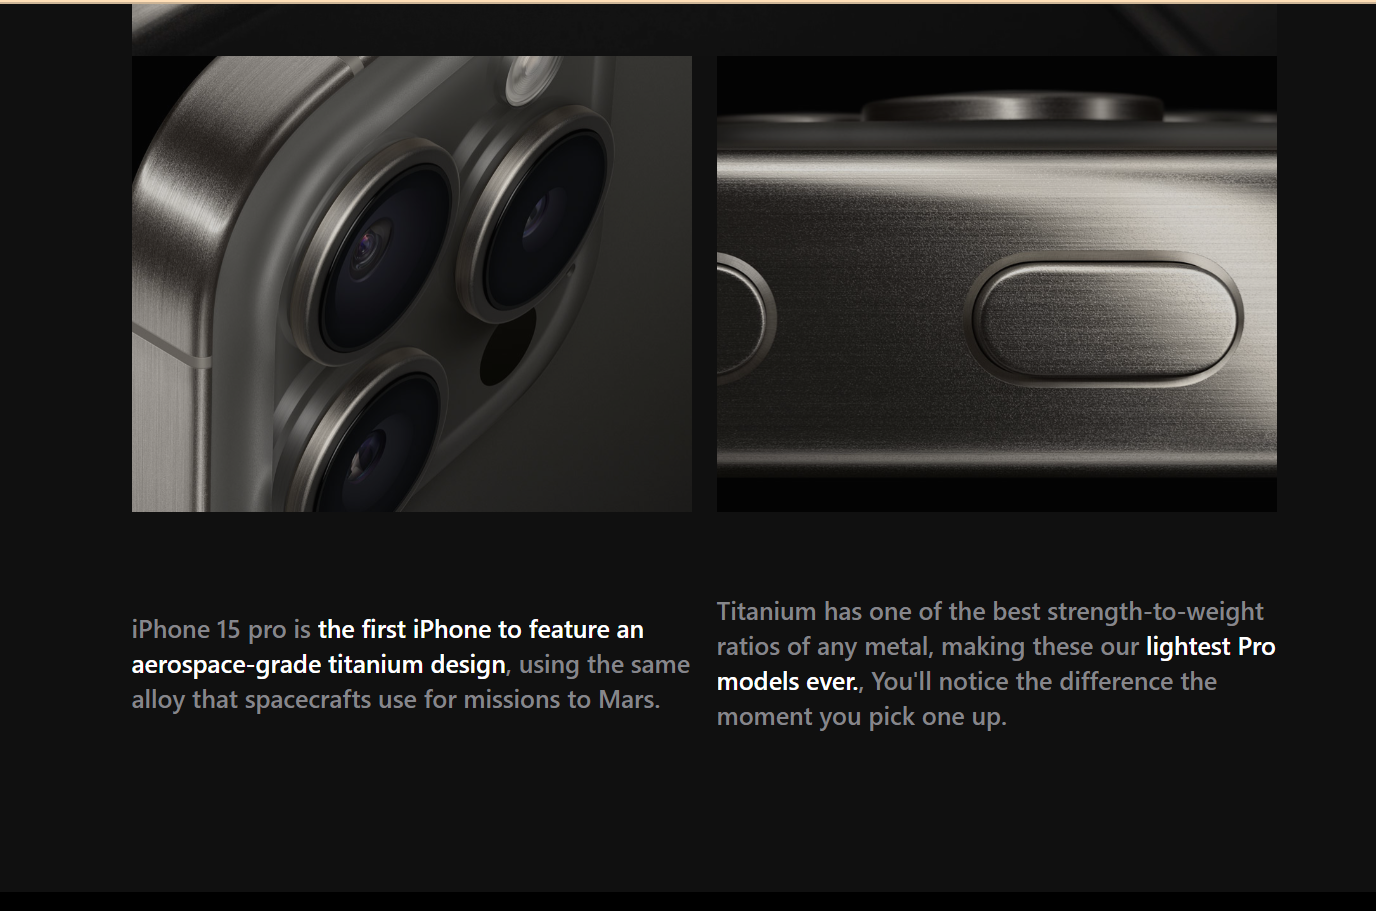 iPhone 15 pro is the first iPhone to feature an
aerospace-grade titanium design, using the same
alloy that spacecrafts use for missions to Mars.
Titanium has one of the best strength-to-weight
ratios of any metal, making these our lightest Pro
models ever., You'll notice the difference the
moment you pick one up.